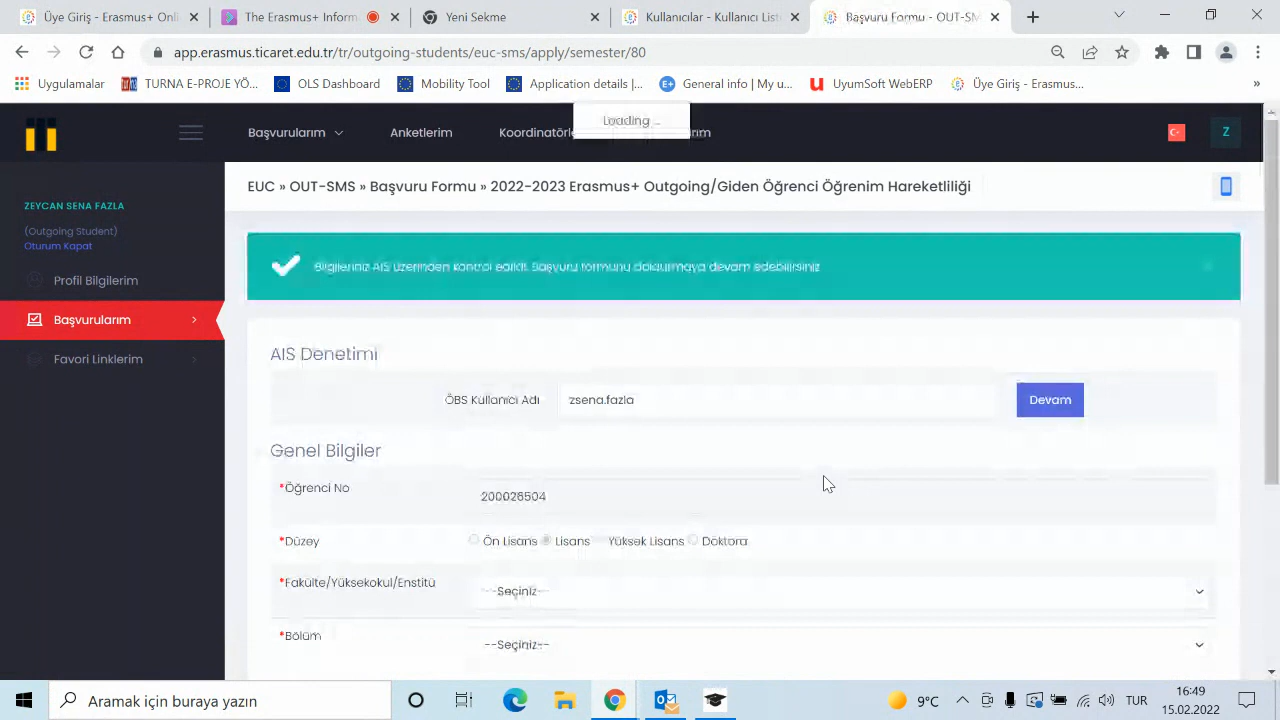 Üye Giriş - Erasmus+ Onli
The Erasmus+ Inform
Yeni Sekme
Kullanıcılar - Kullanıcı Liste
Başvuru Formu - OUT-SM
app.erasmus.ticaret.edu.tr/tr/outgoing-students/euc-sms/apply/semester/80
Uygulamalar
TURNA E-PROJE YÖ...
OLS Dashboard
Mobility Tool
Application details |...
General info | My u...
UyumSoft WebERP
Üye Giriş - Erasmus...
»
Başvurularım
Anketlerim
Loading ...
Z
ZEYCAN SENA FAZLA
(Outgoing Student)
Oturum Kapat
Profil Bilgilerim
Başvurularım
Favori Linklerim
EUC » OUT-SMS » Başvuru Formu » 2022-2023 Erasmus+ Outgoing/Giden Öğrenci Öğrenim Hareketliliği
Bilgileriniz AIS üzerinden kontrol edildi. Başvuru formunu doldurmaya devam edebilirsiniz
AIS Denetimi
ÖBS Kullanıcı Adı
zsena.fazla
Devam
Genel Bilgiler
*Öğrenci No
200028504
*Düzey
Ön Lisans Lisans Yüksek Lisans Doktora
*Fakülte/Yüksekokul/Enstitü
--Seçiniz--
*Bölüm
--Seçiniz--
Aramak için buraya yazın
9°C
TUR
16:49
15.02.2022